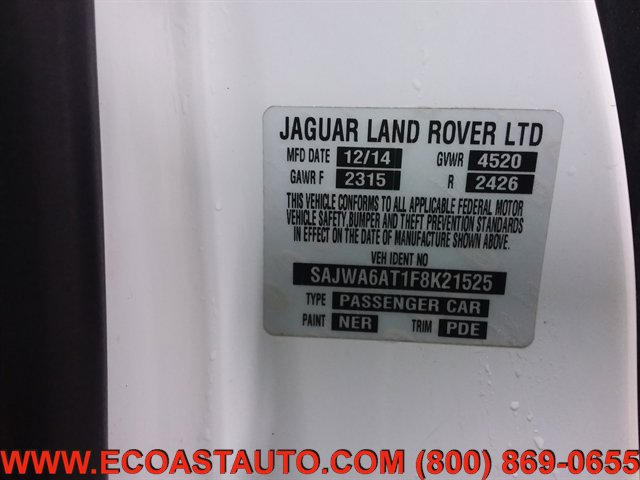 JAGUAR LAND ROVER LTD
MFD DATE 12/14 GVWR 4520
GAWR F 2315 R 2426
THIS VEHICLE CONFORMS TO ALL APPLICABLE FEDERAL MOTOR
VEHICLE SAFETY BUMPER AND THEFT PREVENTION STANDARDS
IN EFFECT ON THE DATE OF MANUFACTURE SHOWN ABOVE.
VEH IDENT NO
SAJWA6AT1F8K21525
TYPE PASSENGER CAR
PAINT NER TRIM PDE
WWW.ECOASTAUTO.COM (800) 869-0655